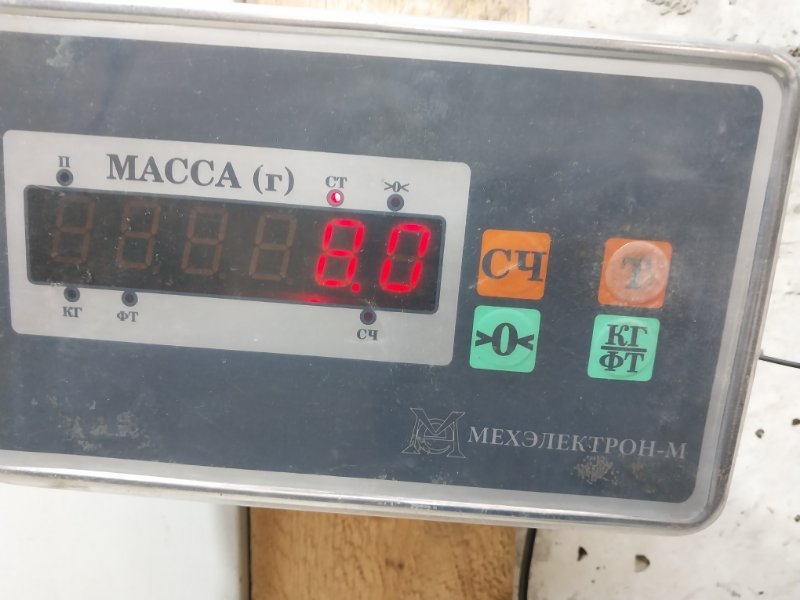 П
МАССА (г)
СТ
>0<
8.0
КГ
ФТ
СЧ
СЧ
Т
>0<
КГ
ФТ
МЕХЭЛЕКТРОН-М